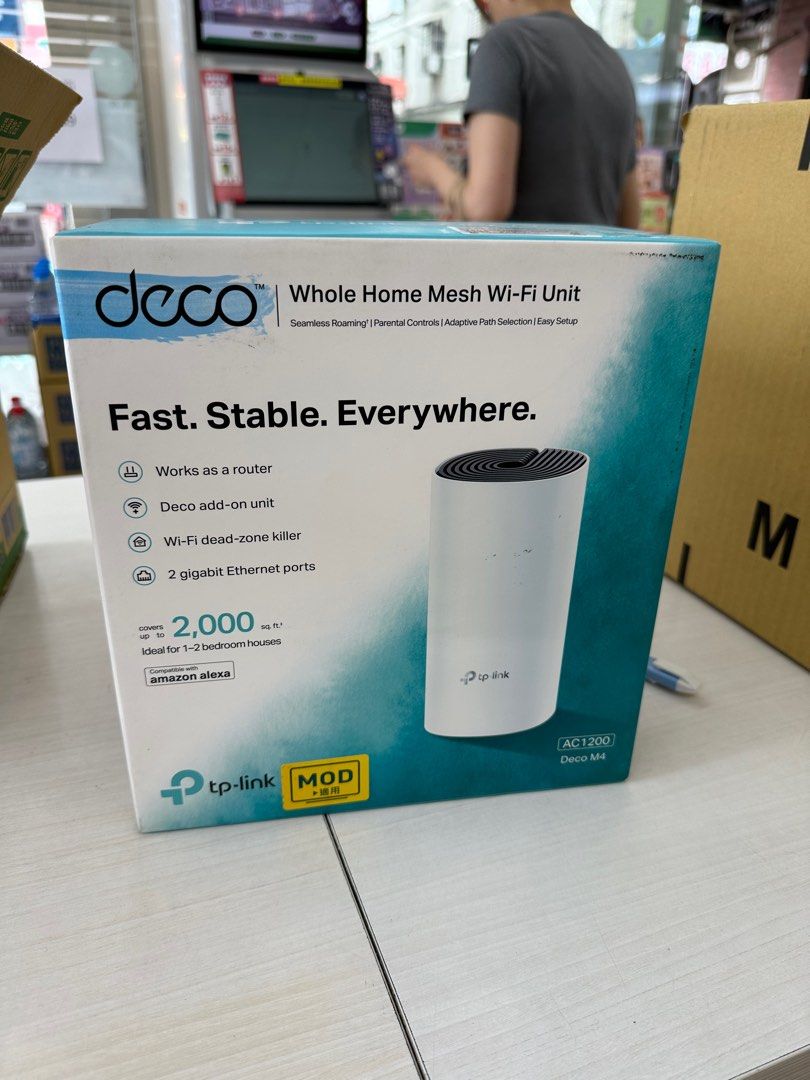 deco™
Whole Home Mesh Wi-Fi Unit
Seamless Roaming† | Parental Controls | Adaptive Path Selection | Easy Setup
Fast. Stable. Everywhere.
Works as a router
Deco add-on unit
Wi-Fi dead-zone killer
2 gigabit Ethernet ports
covers up to 2,000 sq. ft.‡
Ideal for 1–2 bedroom houses
Compatible with
amazon alexa
tp-link
tp-link
MOD
▸適用
AC1200
Deco M4
M